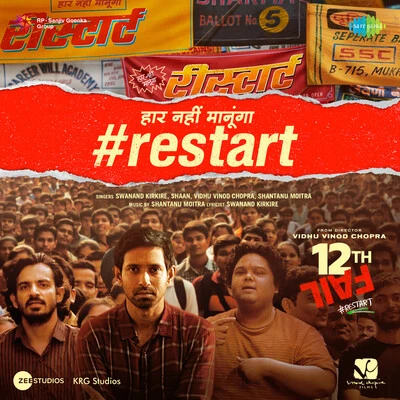 RP-Sanjiv Goenka
Group
हार नहीं मानूंगा
SHARMA
BALLOT
5
saregama
रीस्टार्ट
SEPERATE B
SSC
B-715, MUKH
CAREER WILL ACADEMY
रीस्टार्ट
हार नहीं मानूंगा
#restart
SINGERS SWANAND KIRKIRE, SHAAN, VIDHU VINOD CHOPRA, SHANTANU MOITRA
MUSIC BY SHANTANU MOITRA LYRICIST SWANAND KIRKIRE
FROM DIRECTOR
VIDHU VINOD CHOPRA
12TH
FAIL
#RESTART
ZEE STUDIOS
KRG Studios
vinod chopra
FILMS